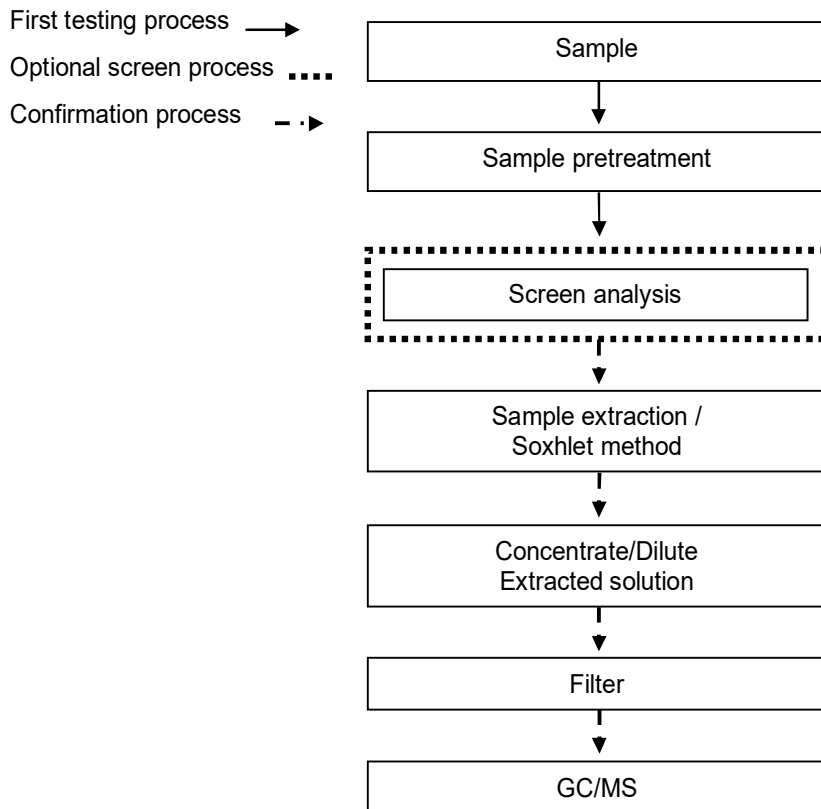 First testing process
Optional screen process
Confirmation process
Sample
Sample pretreatment
Screen analysis
Sample extraction /
Soxhlet method
Concentrate/Dilute
Extracted solution
Filter
GC/MS